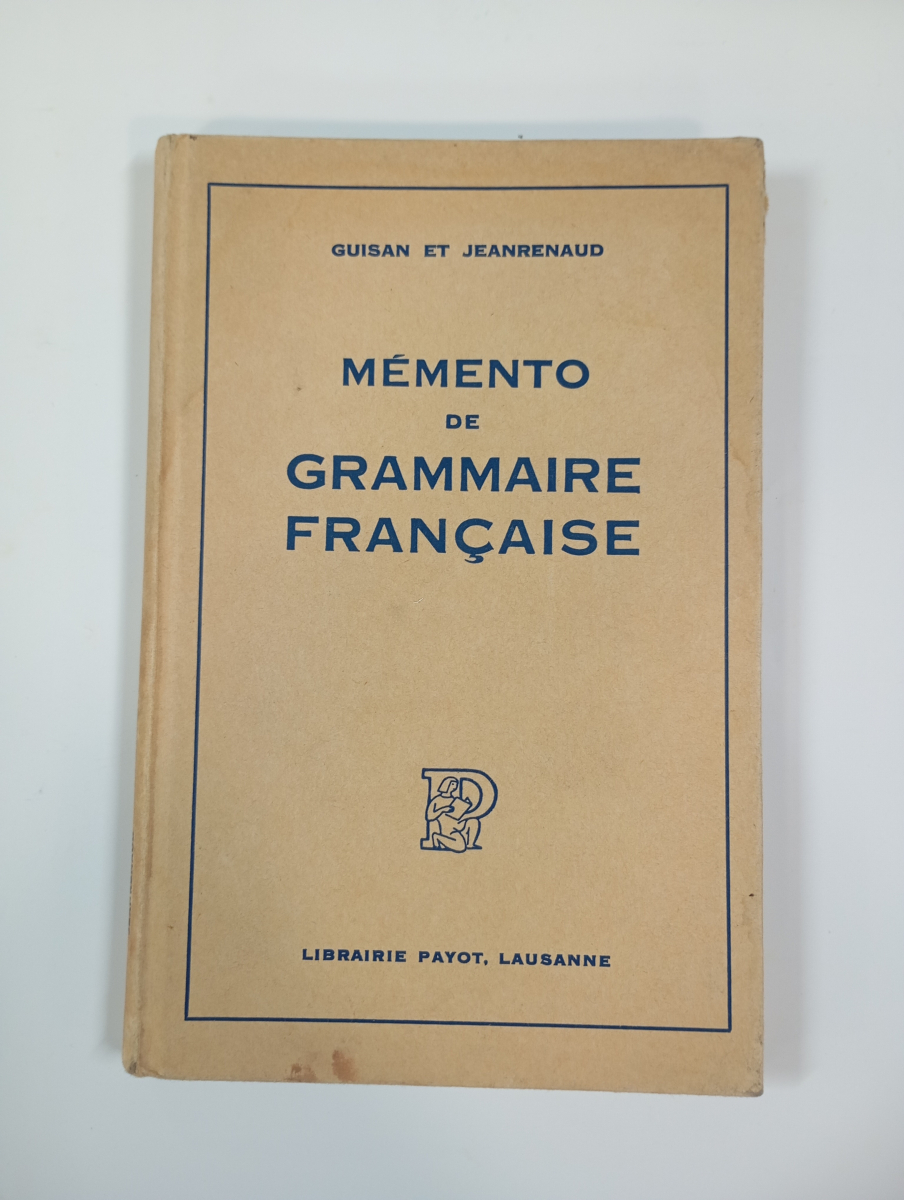 GUISAN ET JEANRENAUD
MÉMENTO
DE
GRAMMAIRE
FRANÇAISE
P
LIBRAIRIE PAYOT, LAUSANNE